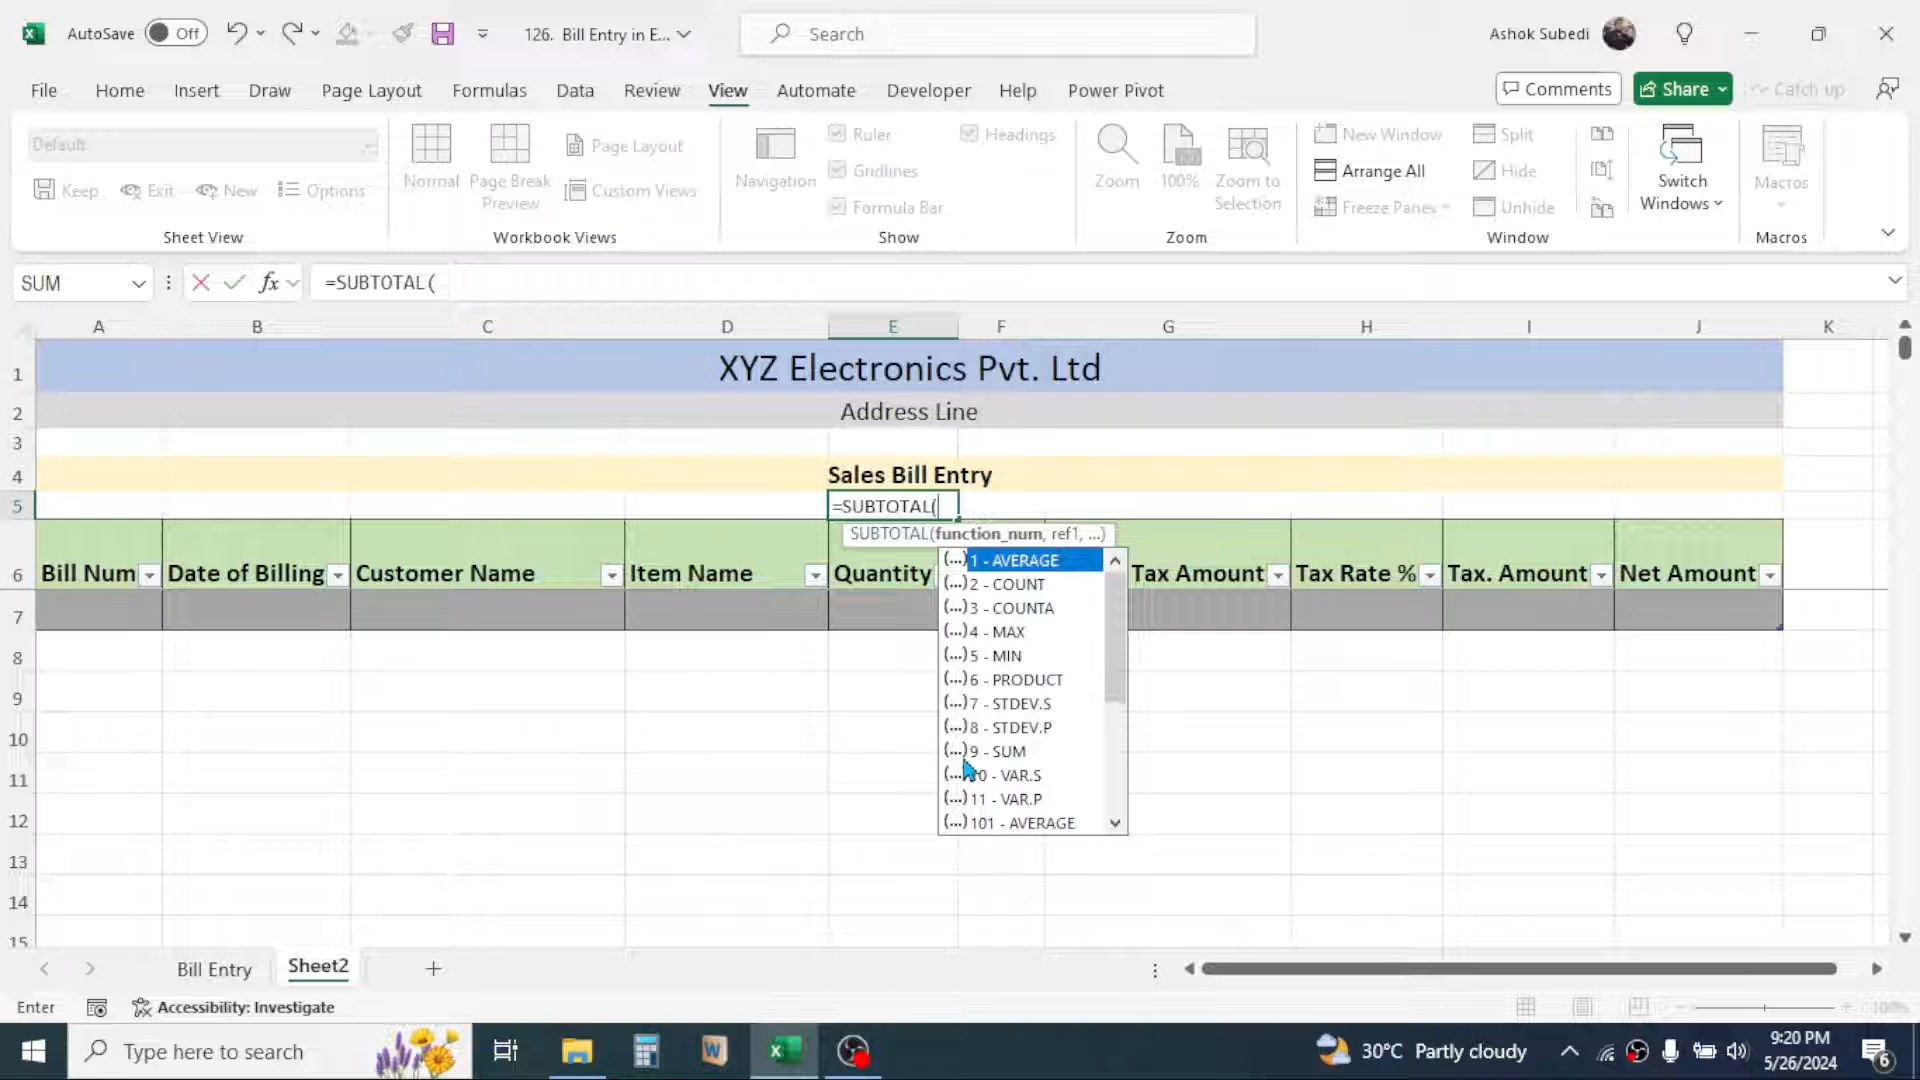 AutoSave Off 126. Bill Entry in E... Search Ashok Subedi
File Home Insert Draw Page Layout Formulas Data Review View Automate Developer Help Power Pivot Comments Share Catch up
Default
Keep Exit New Options
Sheet View
Normal Page Break Preview Page Layout Custom Views
Workbook Views
Navigation Ruler Gridlines Formula Bar Headings
Show
Zoom 100% Zoom to Selection
Zoom
New Window Arrange All Freeze Panes Split Hide Unhide Switch Windows
Window
Macros
Macros
SUM fx =SUBTOTAL(
A B C D E F G H I J K
1 XYZ Electronics Pvt. Ltd
2 Address Line
3
4 Sales Bill Entry
5 =SUBTOTAL(
SUBTOTAL(function_num, ref1, ...)
6 Bill Num Date of Billing Customer Name Item Name Quantity Tax Amount Tax Rate % Tax. Amount Net Amount
(...) 1 - AVERAGE
(...) 2 - COUNT
(...) 3 - COUNTA
(...) 4 - MAX
(...) 5 - MIN
(...) 6 - PRODUCT
(...) 7 - STDEV.S
(...) 8 - STDEV.P
(...) 9 - SUM
(...) 10 - VAR.S
(...) 11 - VAR.P
(...) 101 - AVERAGE
7
8
9
10
11
12
13
14
15
Bill Entry Sheet2
Enter Accessibility: Investigate 100%
Type here to search 30°C Partly cloudy 9:20 PM
5/26/2024 6